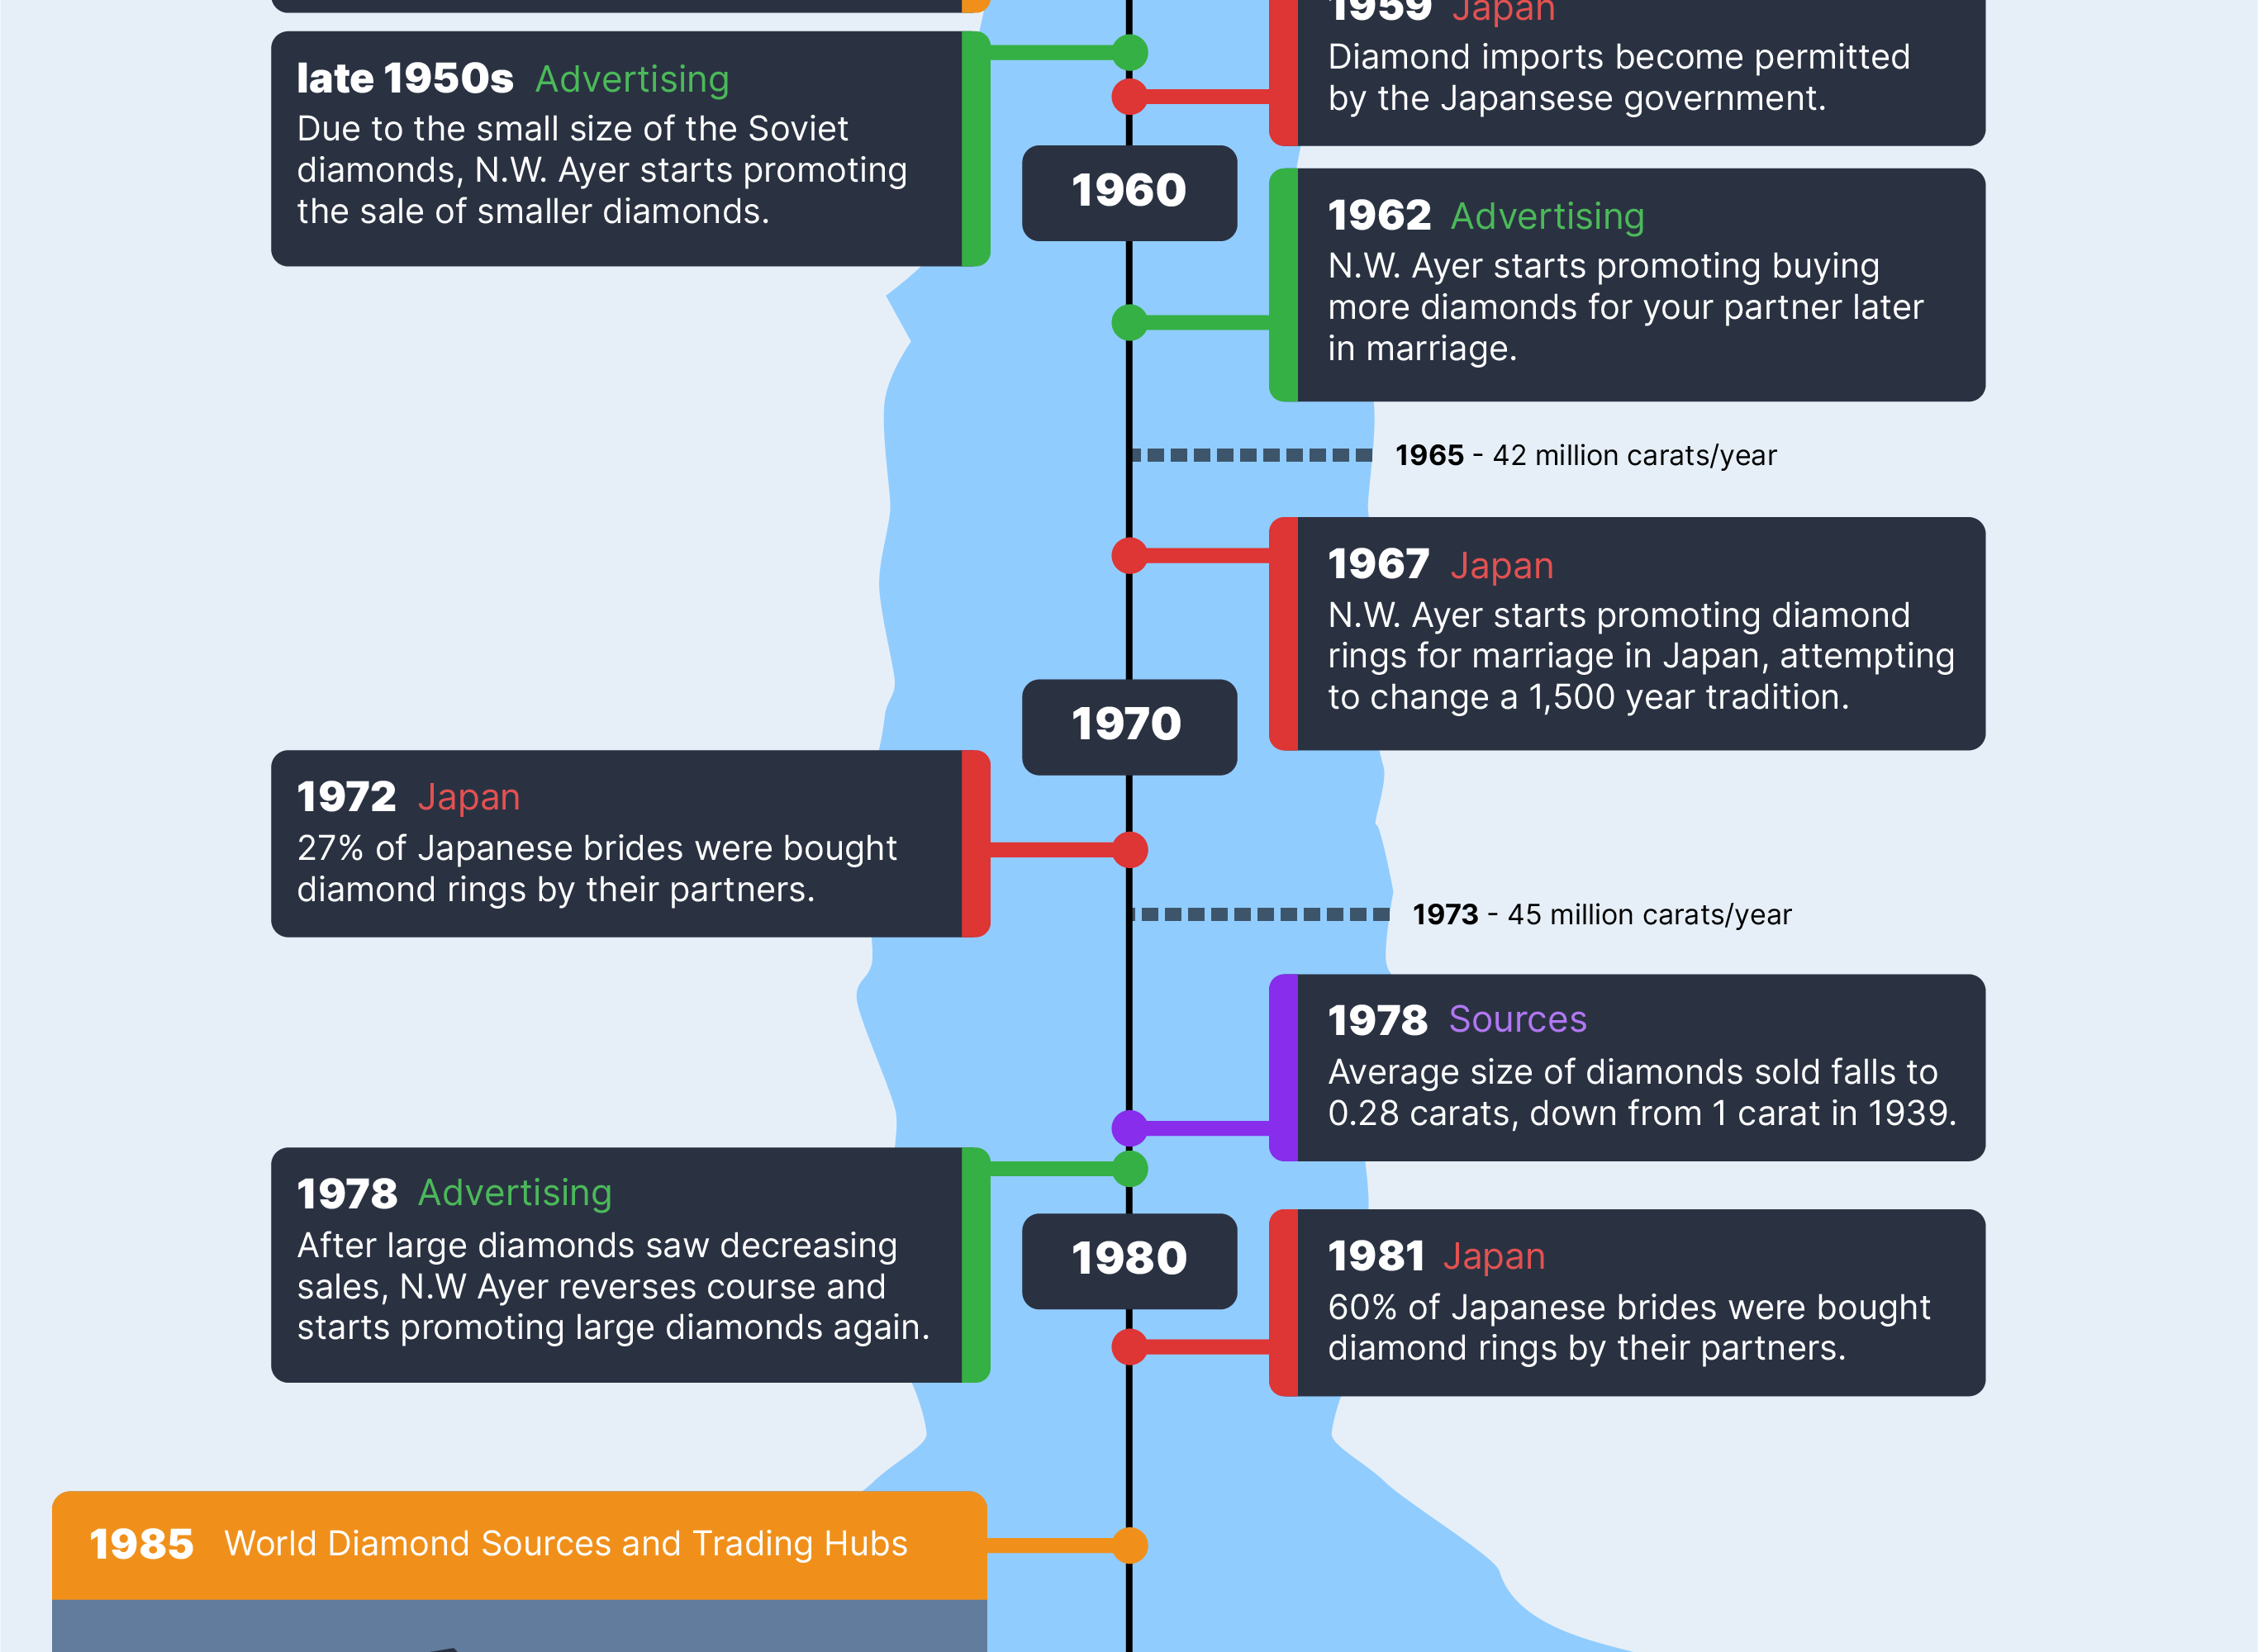 1959 Japan
Diamond imports become permitted
by the Japansese government.
late 1950s Advertising
Due to the small size of the Soviet
diamonds, N.W. Ayer starts promoting
the sale of smaller diamonds.
1960
1962 Advertising
N.W. Ayer starts promoting buying
more diamonds for your partner later
in marriage.
1965 - 42 million carats/year
1967 Japan
N.W. Ayer starts promoting diamond
rings for marriage in Japan, attempting
to change a 1,500 year tradition.
1970
1972 Japan
27% of Japanese brides were bought
diamond rings by their partners.
1973 - 45 million carats/year
1978 Sources
Average size of diamonds sold falls to
0.28 carats, down from 1 carat in 1939.
1978 Advertising
After large diamonds saw decreasing
sales, N.W Ayer reverses course and
starts promoting large diamonds again.
1980
1981 Japan
60% of Japanese brides were bought
diamond rings by their partners.
1985 World Diamond Sources and Trading Hubs